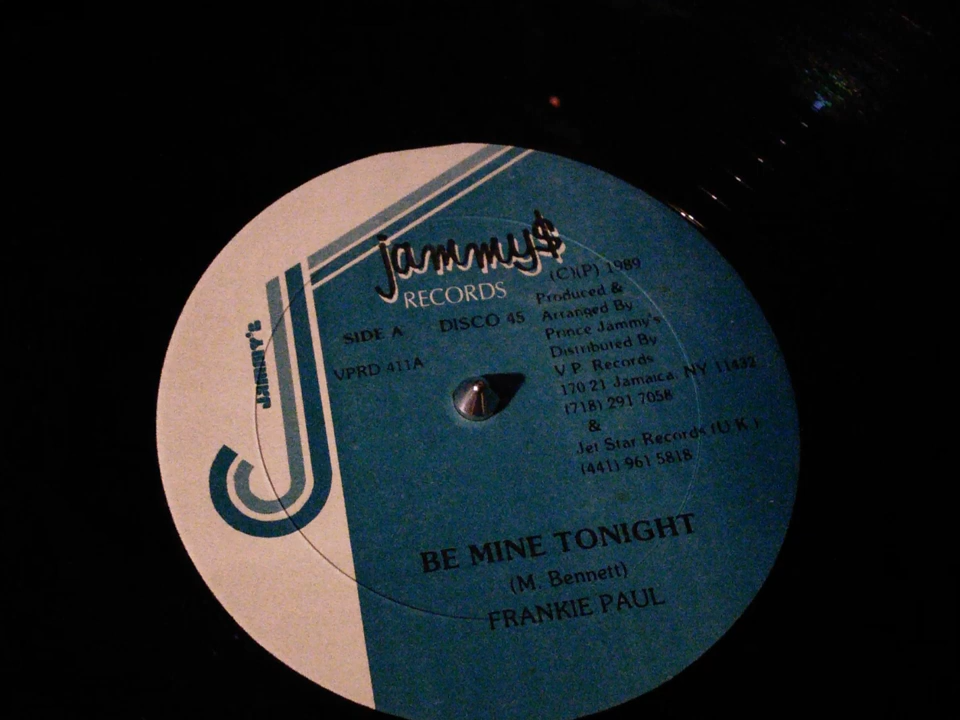 jammy$
RECORDS
JAMMY'$
SIDE A DISCO 45
VPRD 411A
(C)(P) 1989
Produced &
Arranged By
Prince Jammy's
Distributed By
V.P. Records
170 21 Jamaica, NY 11432
(718) 291 7058
&
Jet Star Records (U.K.)
(441) 961 5818
BE MINE TONIGHT
(M. Bennett)
FRANKIE PAUL